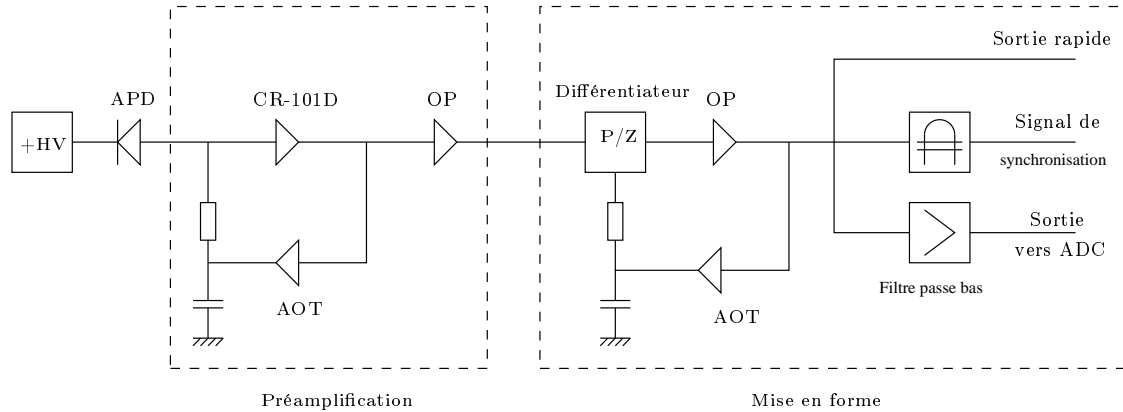 Sortie rapide
APD
CR-101D
OP
Différentiateur
OP
+HV
P/Z
Signal de
synchronisation
Sortie
vers ADC
Filtre passe bas
AOT
AOT
Préamplification
Mise en forme